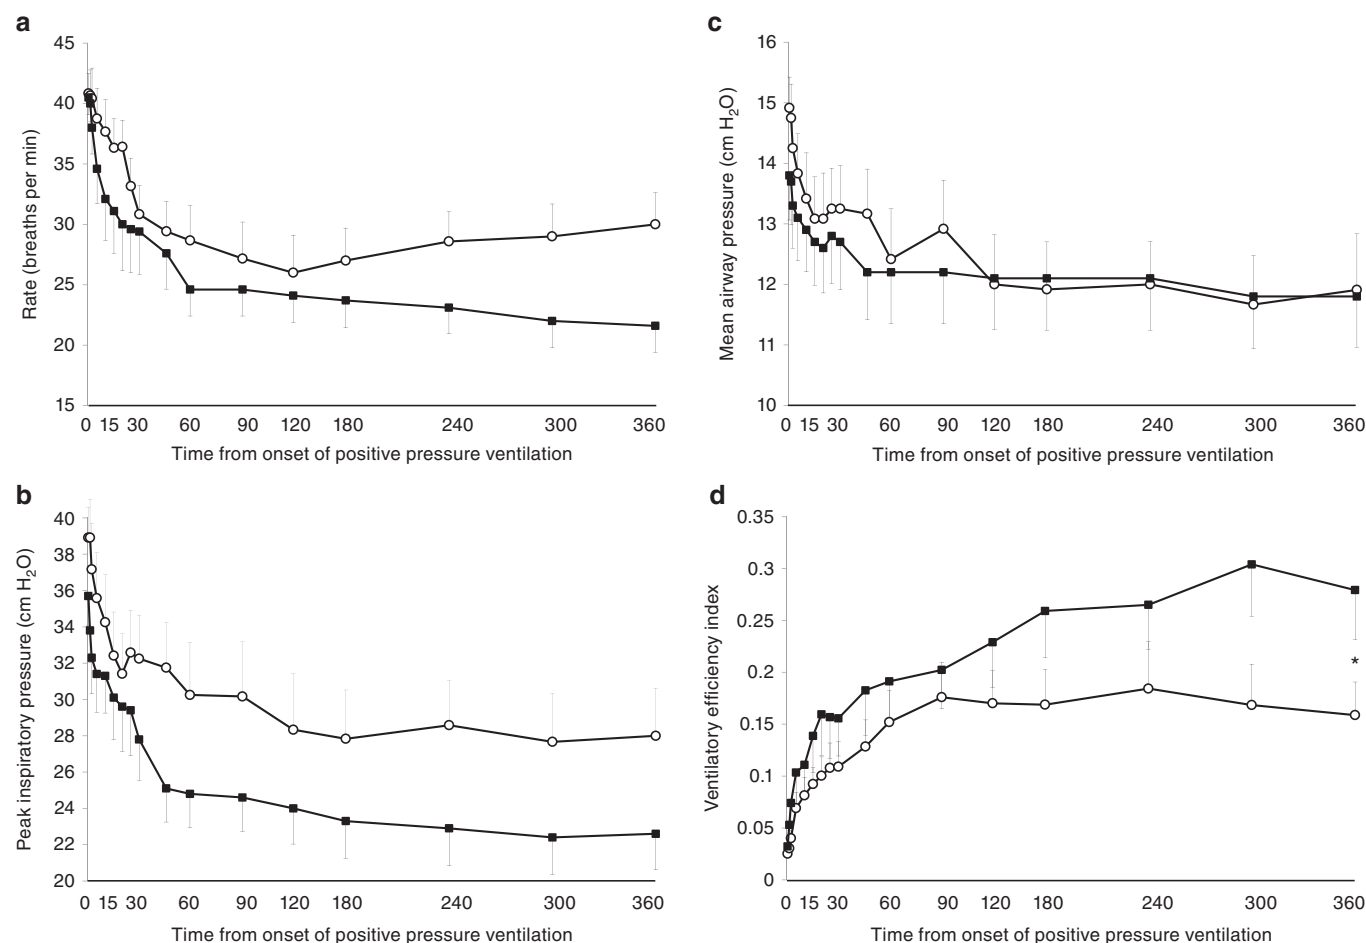 a
45
40
35
30
25
20
15
Rate (breaths per min)
0 15 30 60 90 120 180 240 300 360
Time from onset of positive pressure ventilation
b
40
38
36
34
32
30
28
26
24
22
20
Peak inspiratory pressure (cm H2O)
0 15 30 60 90 120 180 240 300 360
Time from onset of positive pressure ventilation
c
16
15
14
13
12
11
10
Mean airway pressure (cm H2O)
0 15 30 60 90 120 180 240 300 360
Time from onset of positive pressure ventilation
d
0.35
0.3
0.25
0.2
0.15
0.1
0.05
0
Ventilatory efficiency index
*
0 15 30 60 90 120 180 240 300 360
Time from onset of positive pressure ventilation